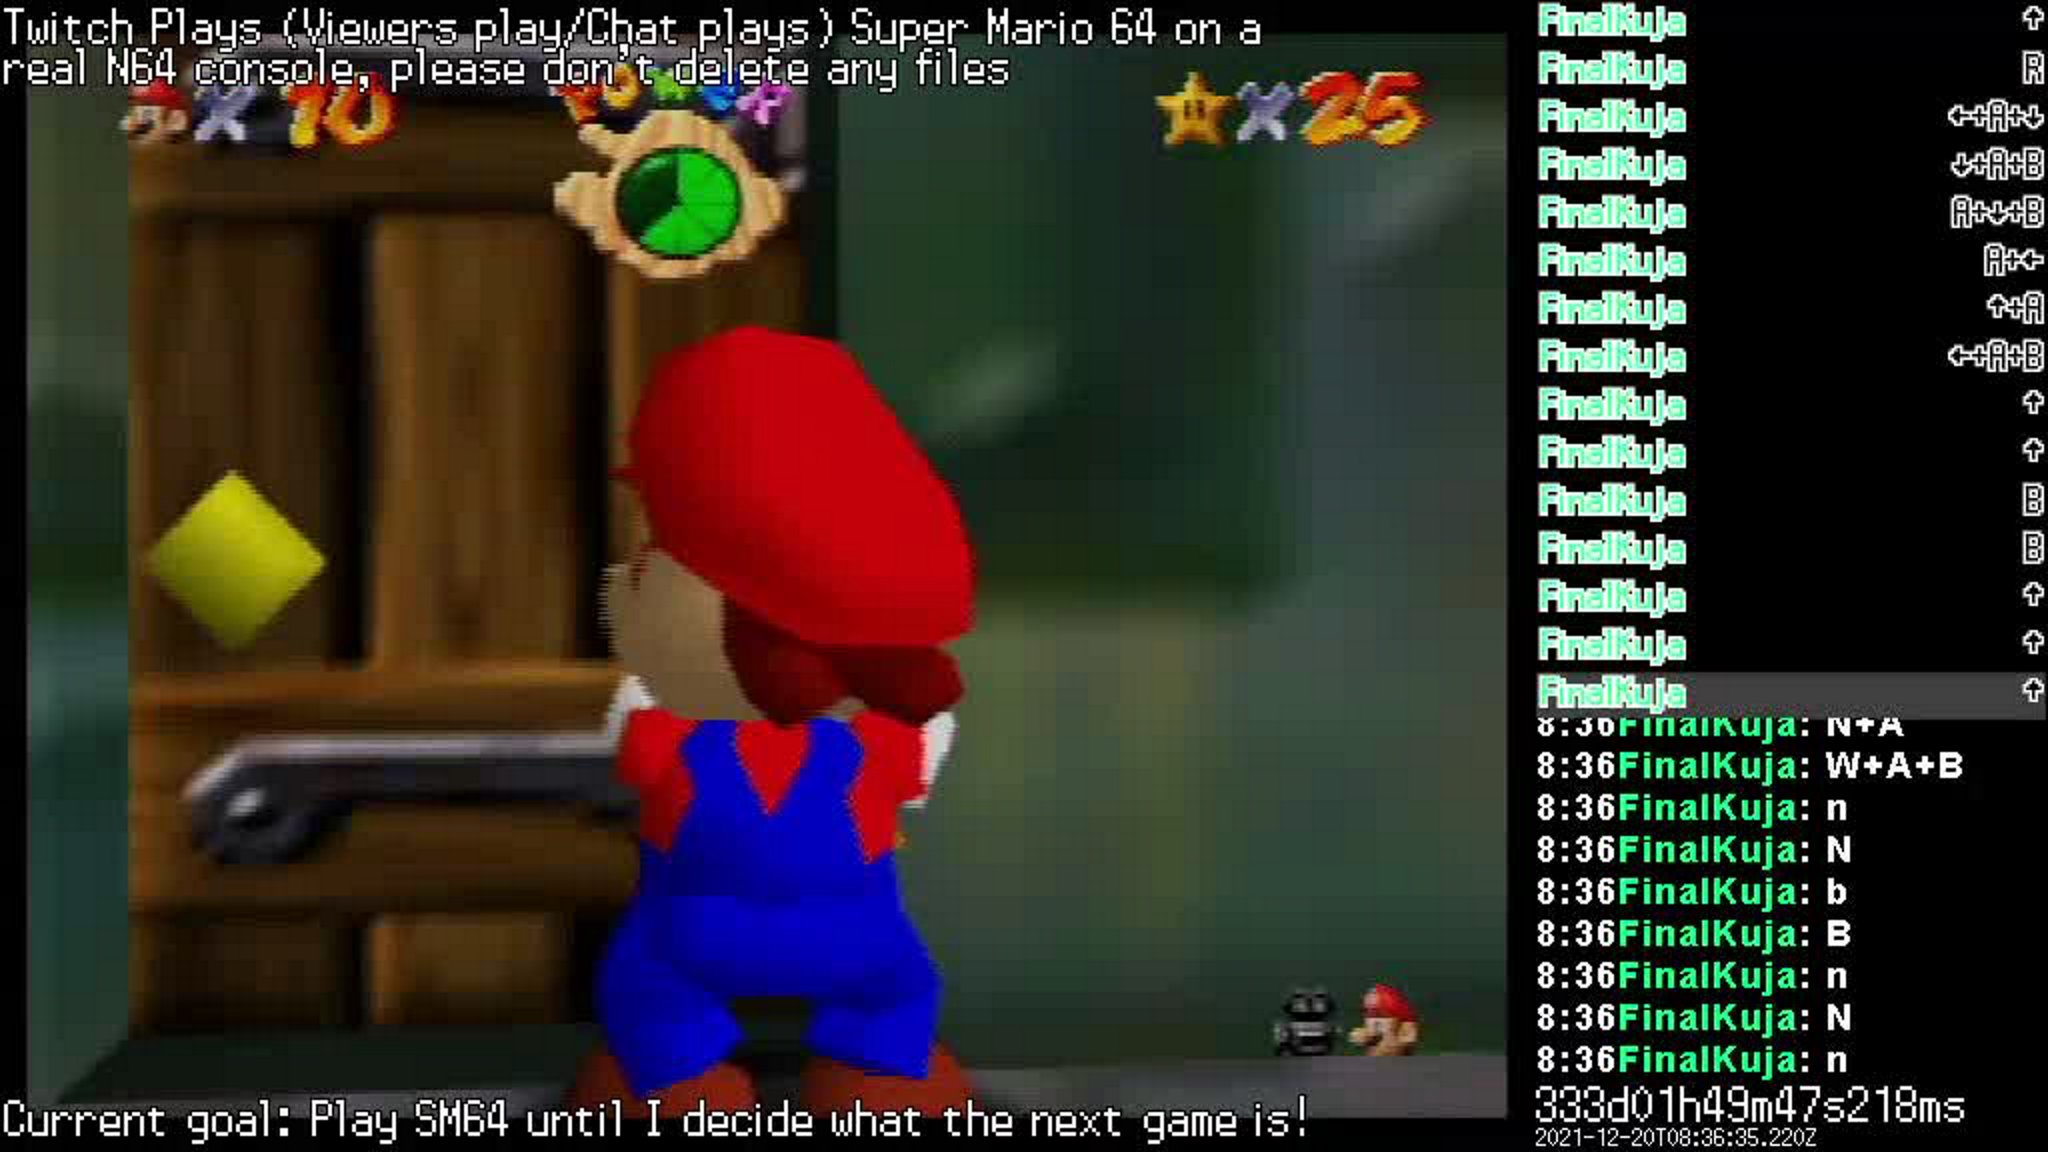 Twitch Plays (Viewers play/Chat plays) Super Mario 64 on a
real N64 console, please don't delete any files
x 10
x 25
FinalKuja ↑
FinalKuja R
FinalKuja ←+A+↓
FinalKuja ↓+A+B
FinalKuja A+↓+B
FinalKuja A+←
FinalKuja ↑+A
FinalKuja ←+A+B
FinalKuja ↑
FinalKuja ↑
FinalKuja B
FinalKuja B
FinalKuja ↑
FinalKuja ↑
FinalKuja ↑
8:36FinalKuja: N+A
8:36FinalKuja: W+A+B
8:36FinalKuja: n
8:36FinalKuja: N
8:36FinalKuja: b
8:36FinalKuja: B
8:36FinalKuja: n
8:36FinalKuja: N
8:36FinalKuja: n
333d01h49m47s218ms
2021-12-20T08:36:35.220Z
Current goal: Play SM64 until I decide what the next game is!